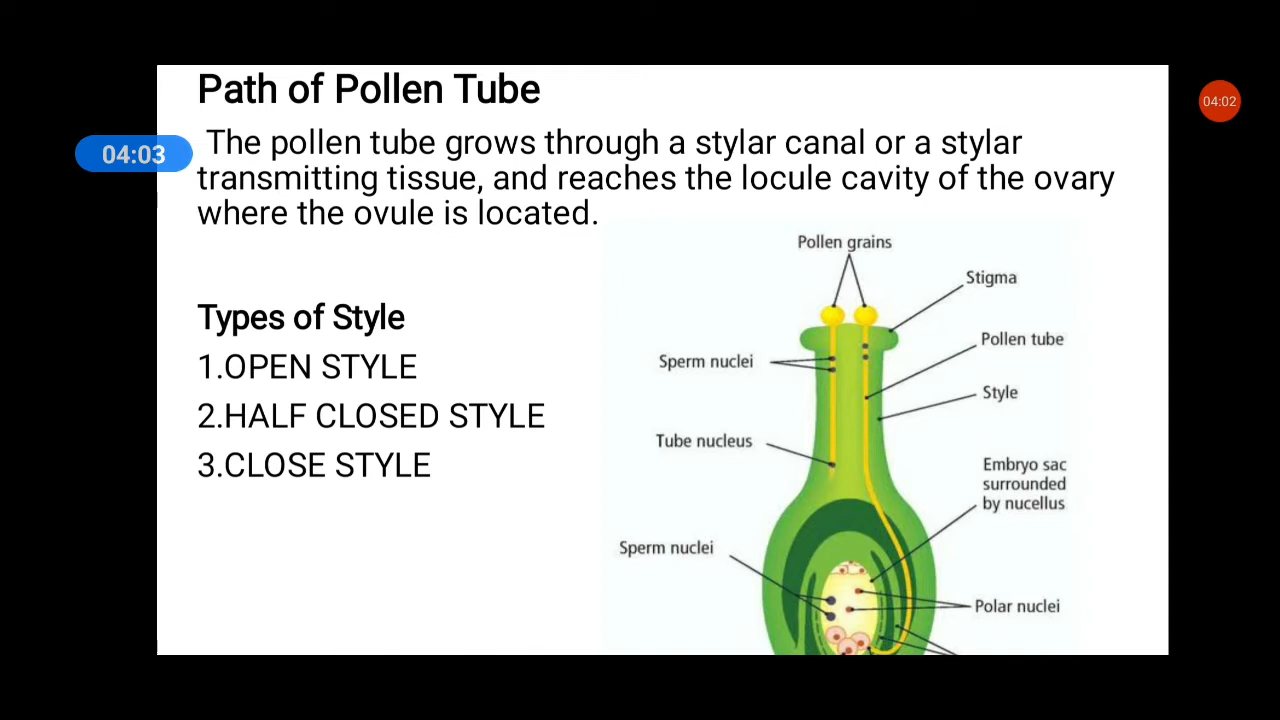 Path of Pollen Tube
04:02
The pollen tube grows through a stylar canal or a stylar
04:03
transmitting tissue, and reaches the locule cavity of the ovary
where the ovule is located.
Pollen grains
Stigma
Types of Style
Pollen tube
1.OPEN STYLE
Sperm nuclei
Style
2.HALF CLOSED STYLE
Tube nucleus
3.CLOSE STYLE
Embryo sac
surrounded
by nucellus
Sperm nuclei
Polar nuclei